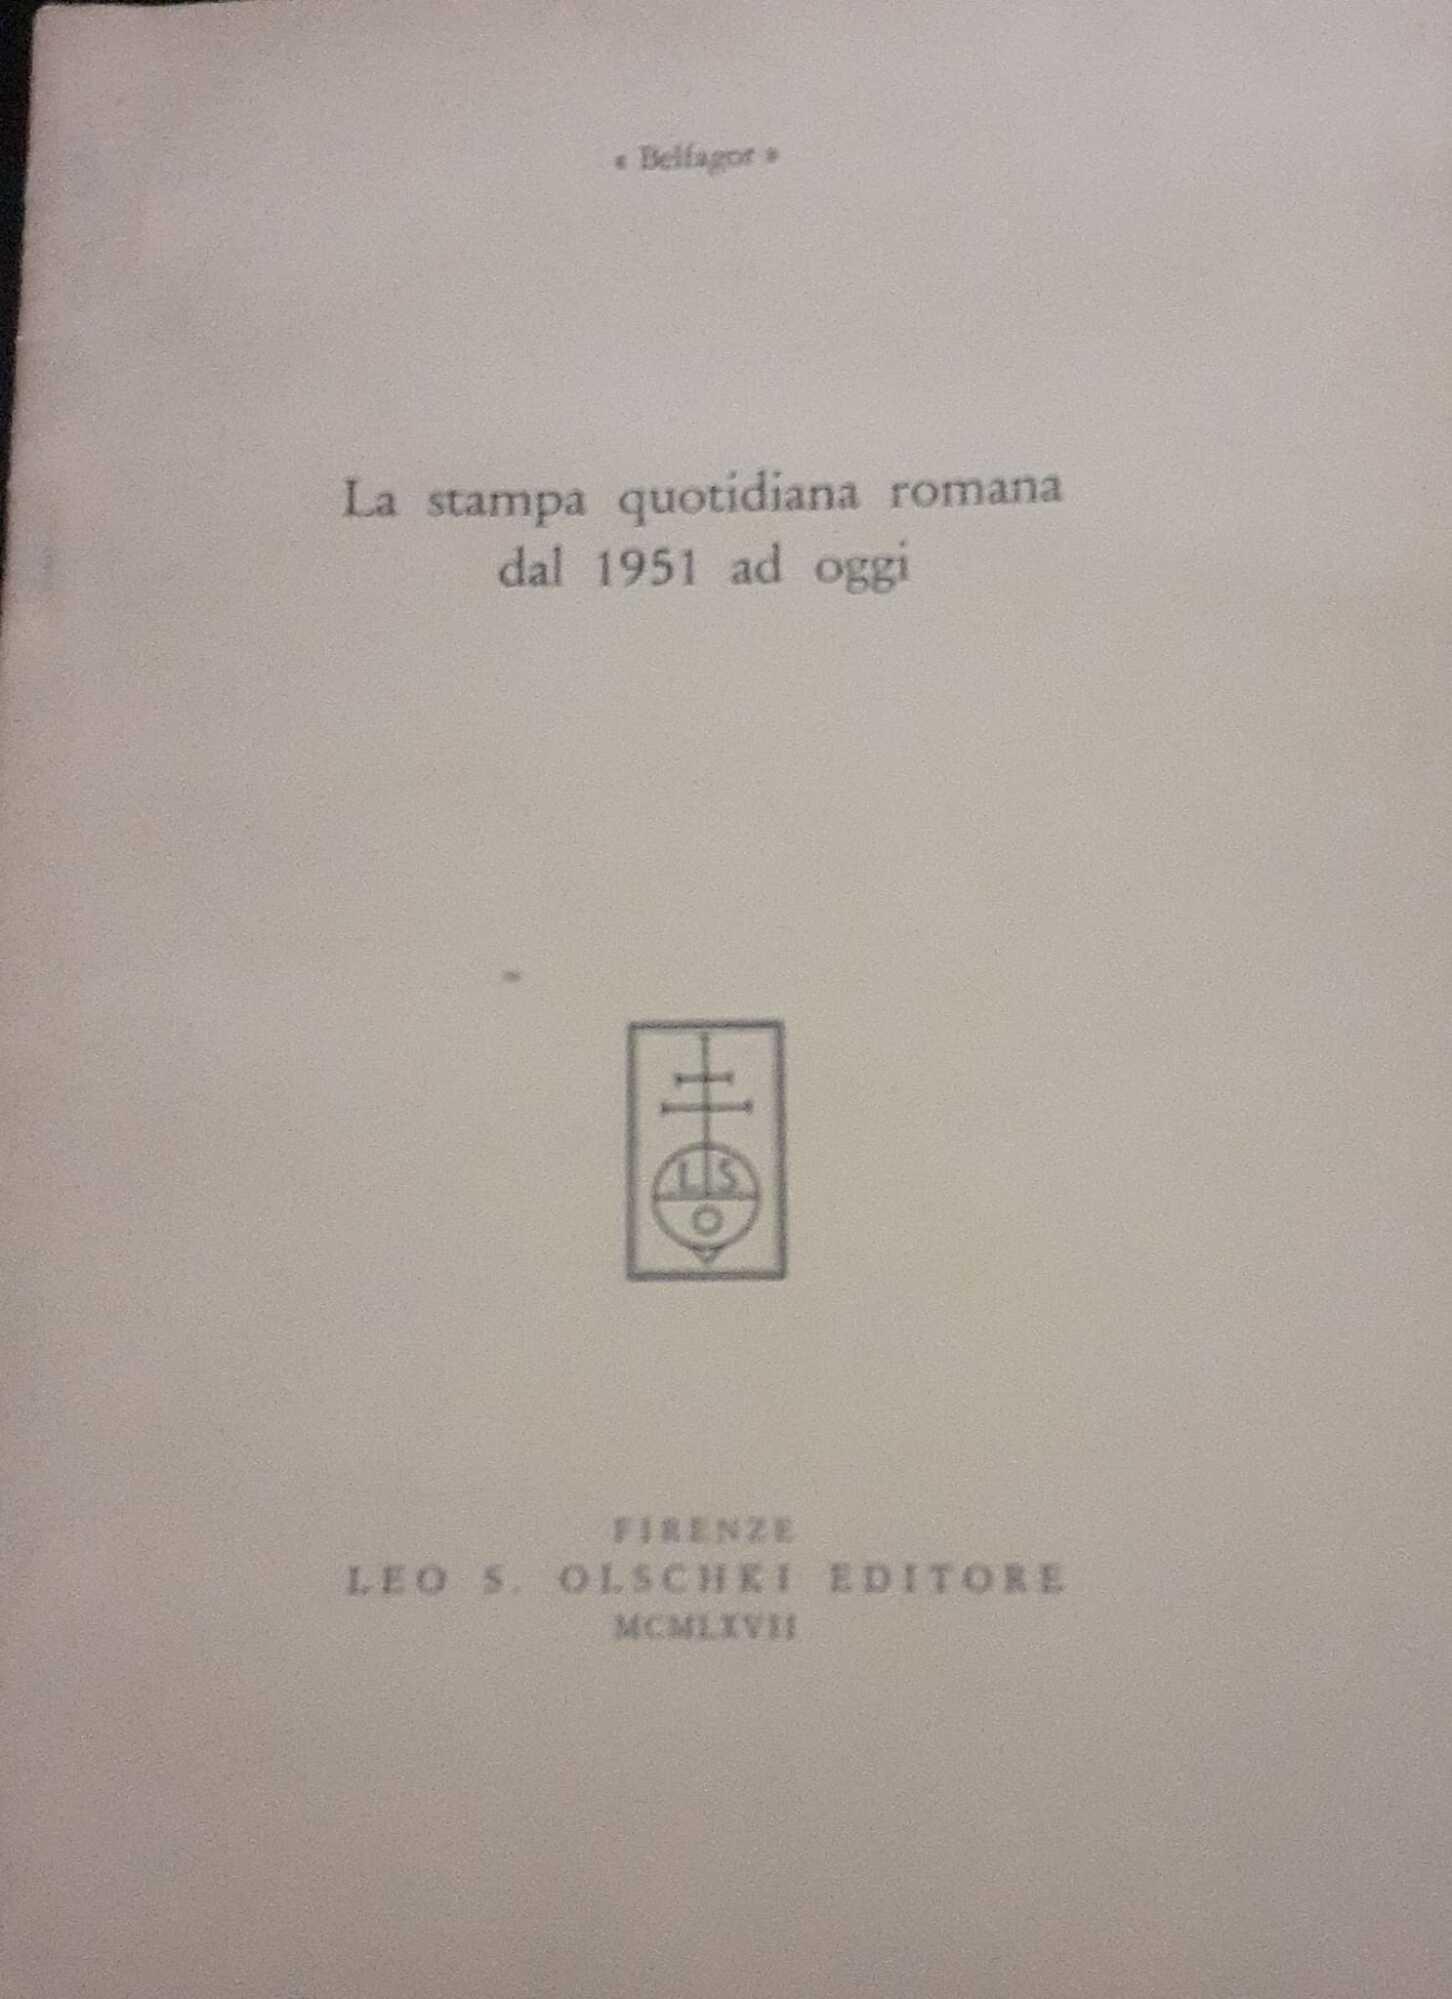 « Belfagor »
La stampa quotidiana romana
dal 1951 ad oggi
L S
O
FIRENZE
LEO S. OLSCHKI EDITORE
MCMLXVII